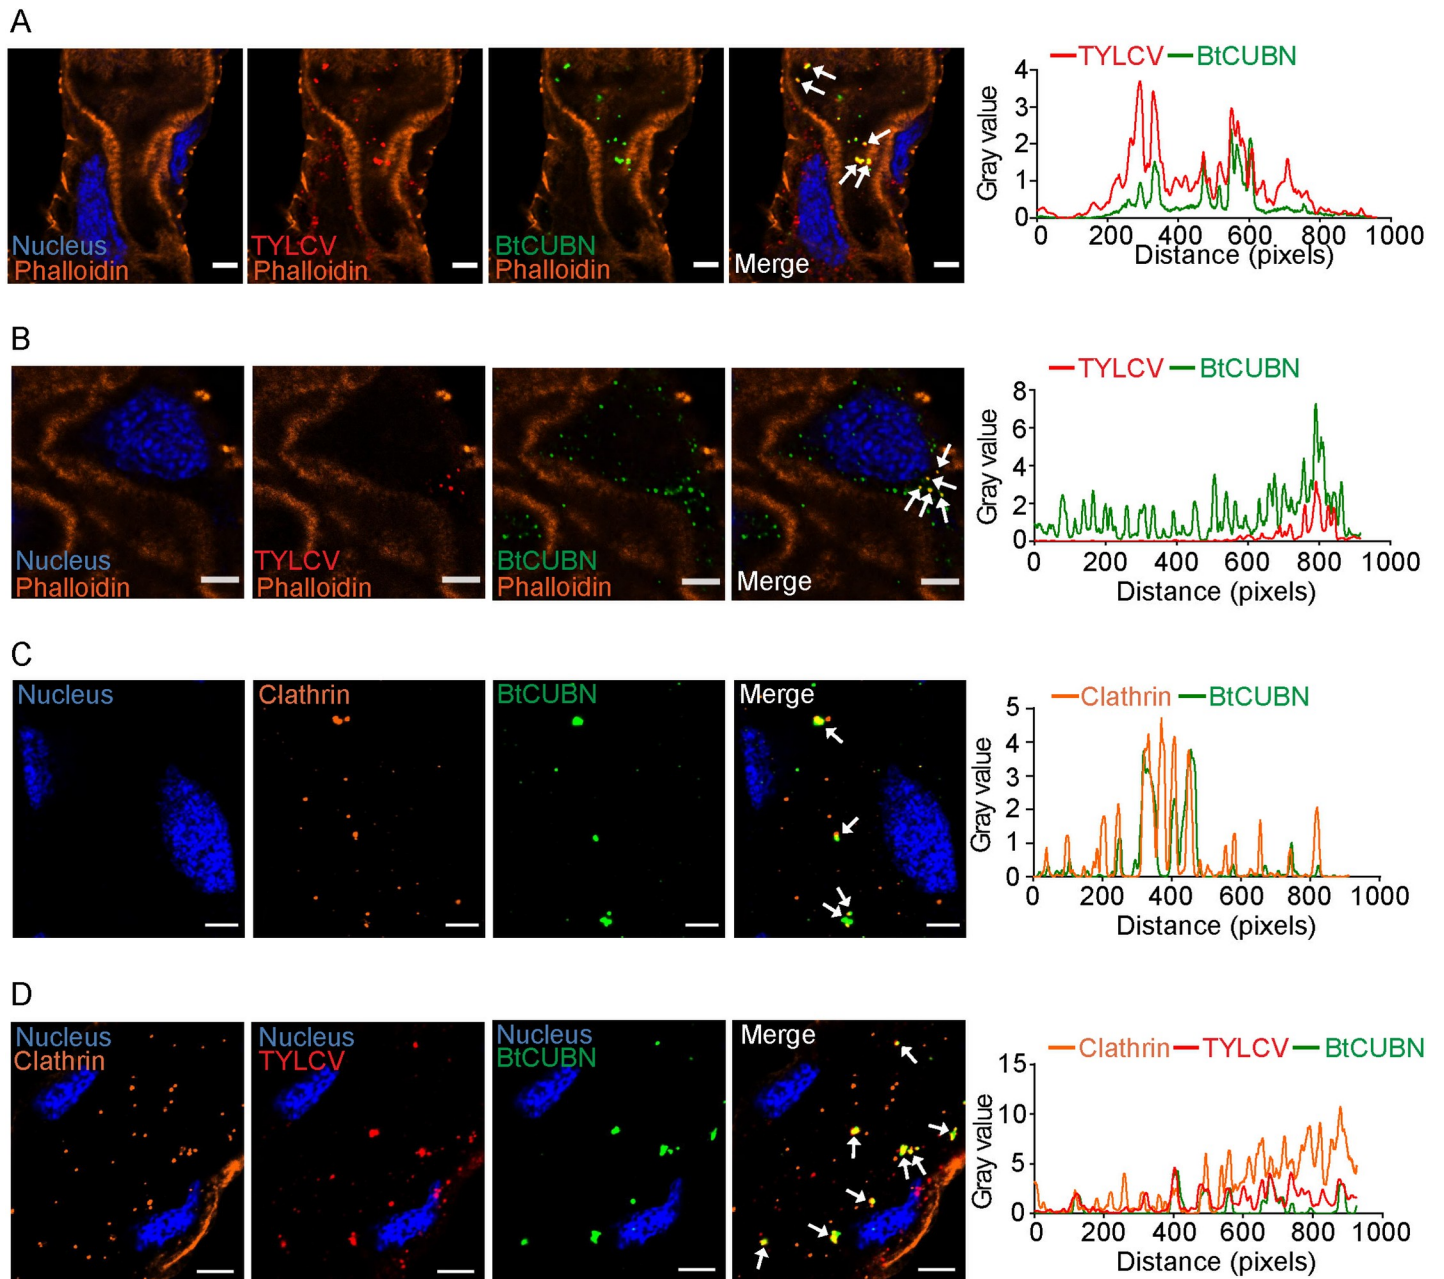 A
Nucleus
Phalloidin
TYLCV
Phalloidin
BtCUBN
Phalloidin
Merge
TYLCV BtCUBN
Gray value
4
3
2
1
0
0 200 400 600 800 1000
Distance (pixels)
B
Nucleus
Phalloidin
TYLCV
Phalloidin
BtCUBN
Phalloidin
Merge
TYLCV BtCUBN
Gray value
8
6
4
2
0
0 200 400 600 800 1000
Distance (pixels)
C
Nucleus
Clathrin
BtCUBN
Merge
Clathrin BtCUBN
Gray value
5
4
3
2
1
0
0 200 400 600 800 1000
Distance (pixels)
D
Nucleus
Clathrin
Nucleus
TYLCV
Nucleus
BtCUBN
Merge
Clathrin TYLCV BtCUBN
Gray value
15
10
5
0
0 200 400 600 800 1000
Distance (pixels)